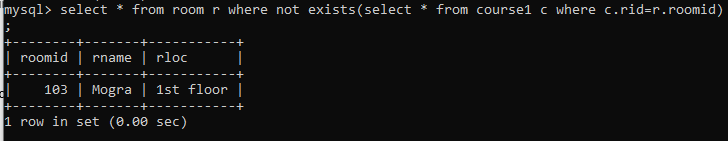 mysql> select * from room r where not exists(select * from course1 c where c.rid=r.roomid)
;
+--------+-------+-----------+
| roomid | rname | rloc      |
+--------+-------+-----------+
|    103 | Mogra | 1st floor |
+--------+-------+-----------+
1 row in set (0.00 sec)